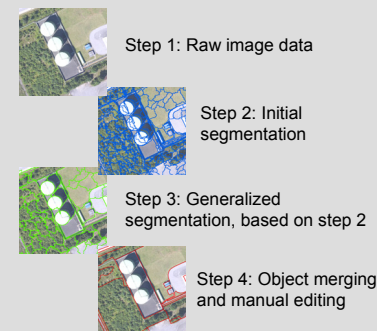 Step 1: Raw image data
Step 2: Initial
segmentation
Step 3: Generalized
segmentation, based on step 2
Step 4: Object merging
and manual editing